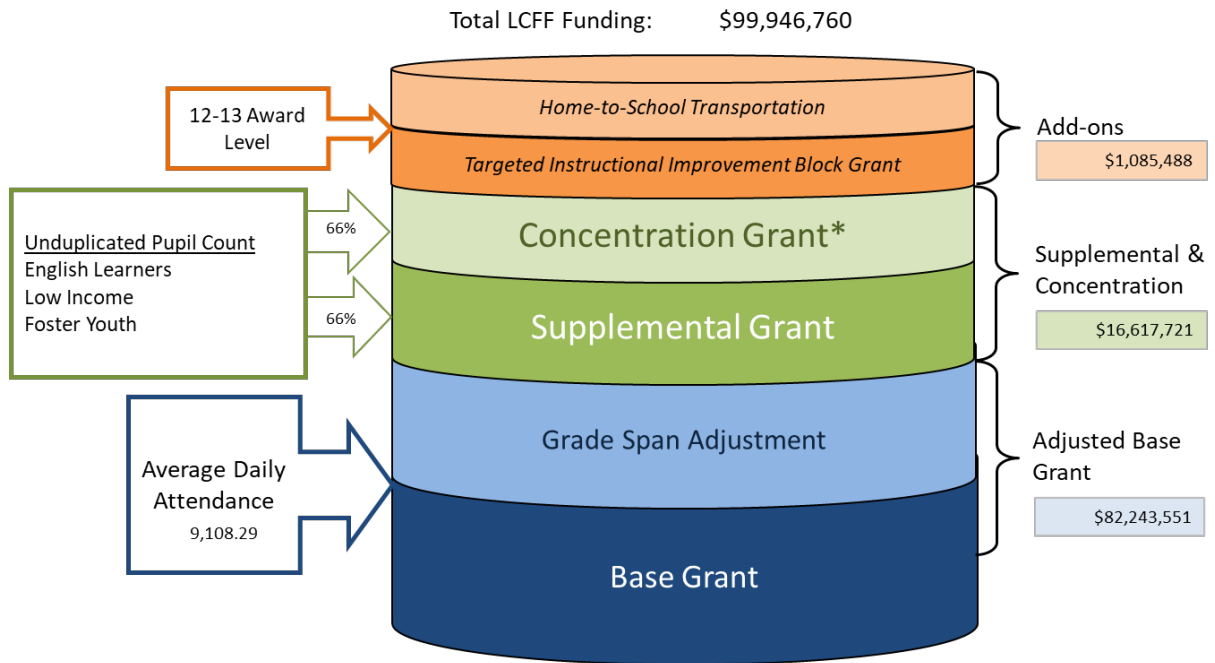 Total LCFF Funding: $99,946,760
12-13 Award
Level
Home-to-School Transportation
Targeted Instructional Improvement Block Grant
Add-ons
$1,085,488
Unduplicated Pupil Count
English Learners
Low Income
Foster Youth
66%
66%
Concentration Grant*
Supplemental Grant
Supplemental &
Concentration
$16,617,721
Average Daily
Attendance
9,108.29
Grade Span Adjustment
Base Grant
Adjusted Base
Grant
$82,243,551